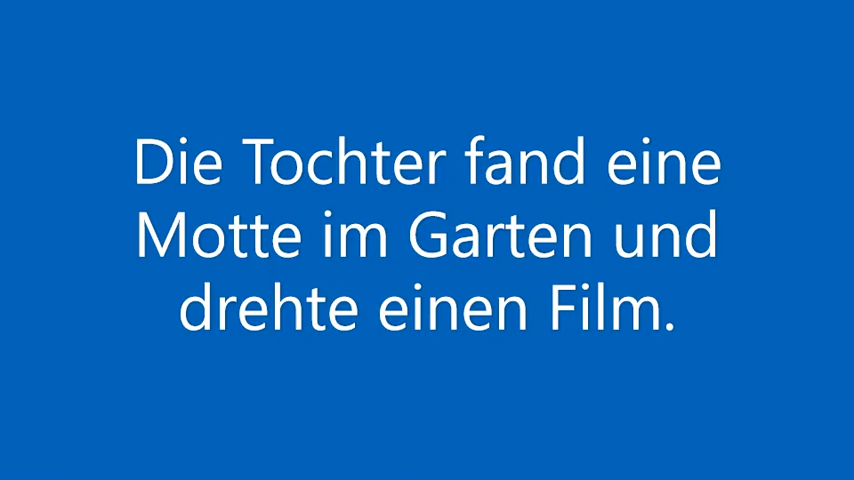 Die Tochter fand eine
Motte im Garten und
drehte einen Film.